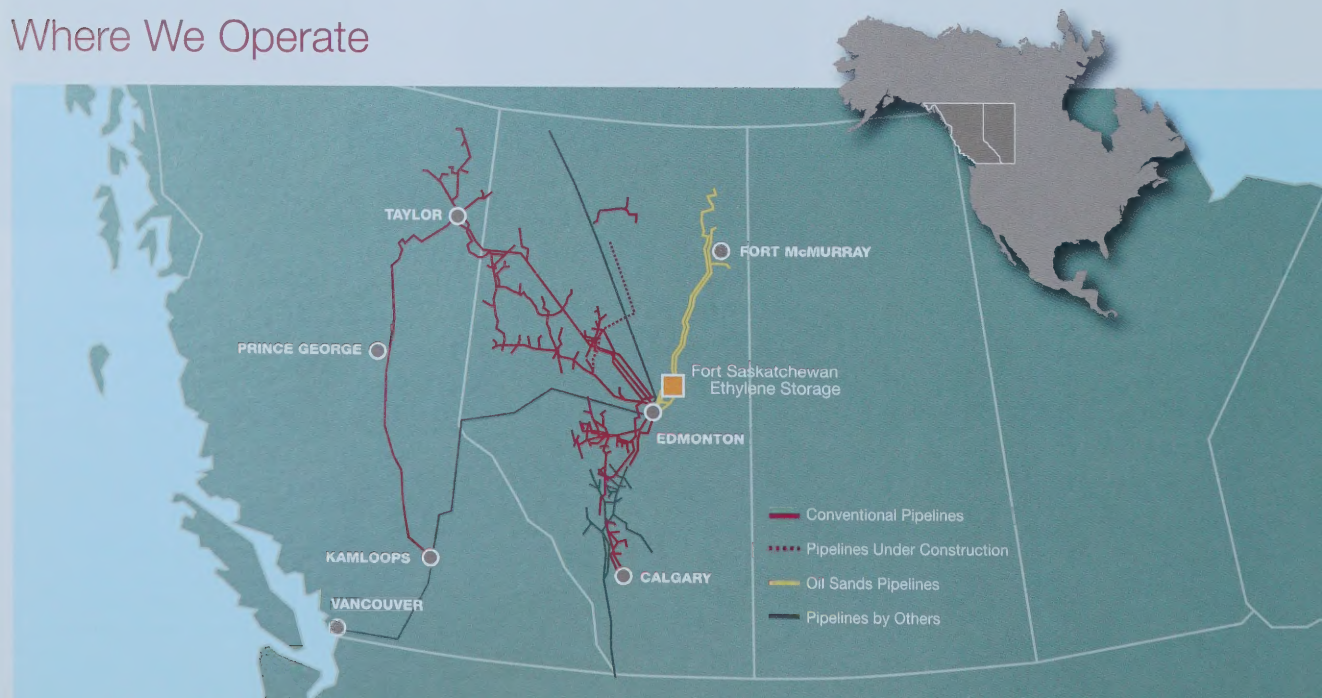 Where We Operate
TAYLOR
FORT McMURRAY
PRINCE GEORGE
Fort Saskatchewan
Ethylene Storage
EDMONTON
Conventional Pipelines
Pipelines Under Construction
KAMLOOPS
CALGARY
Oil Sands Pipelines
VANCOUVER
Pipelines by Others